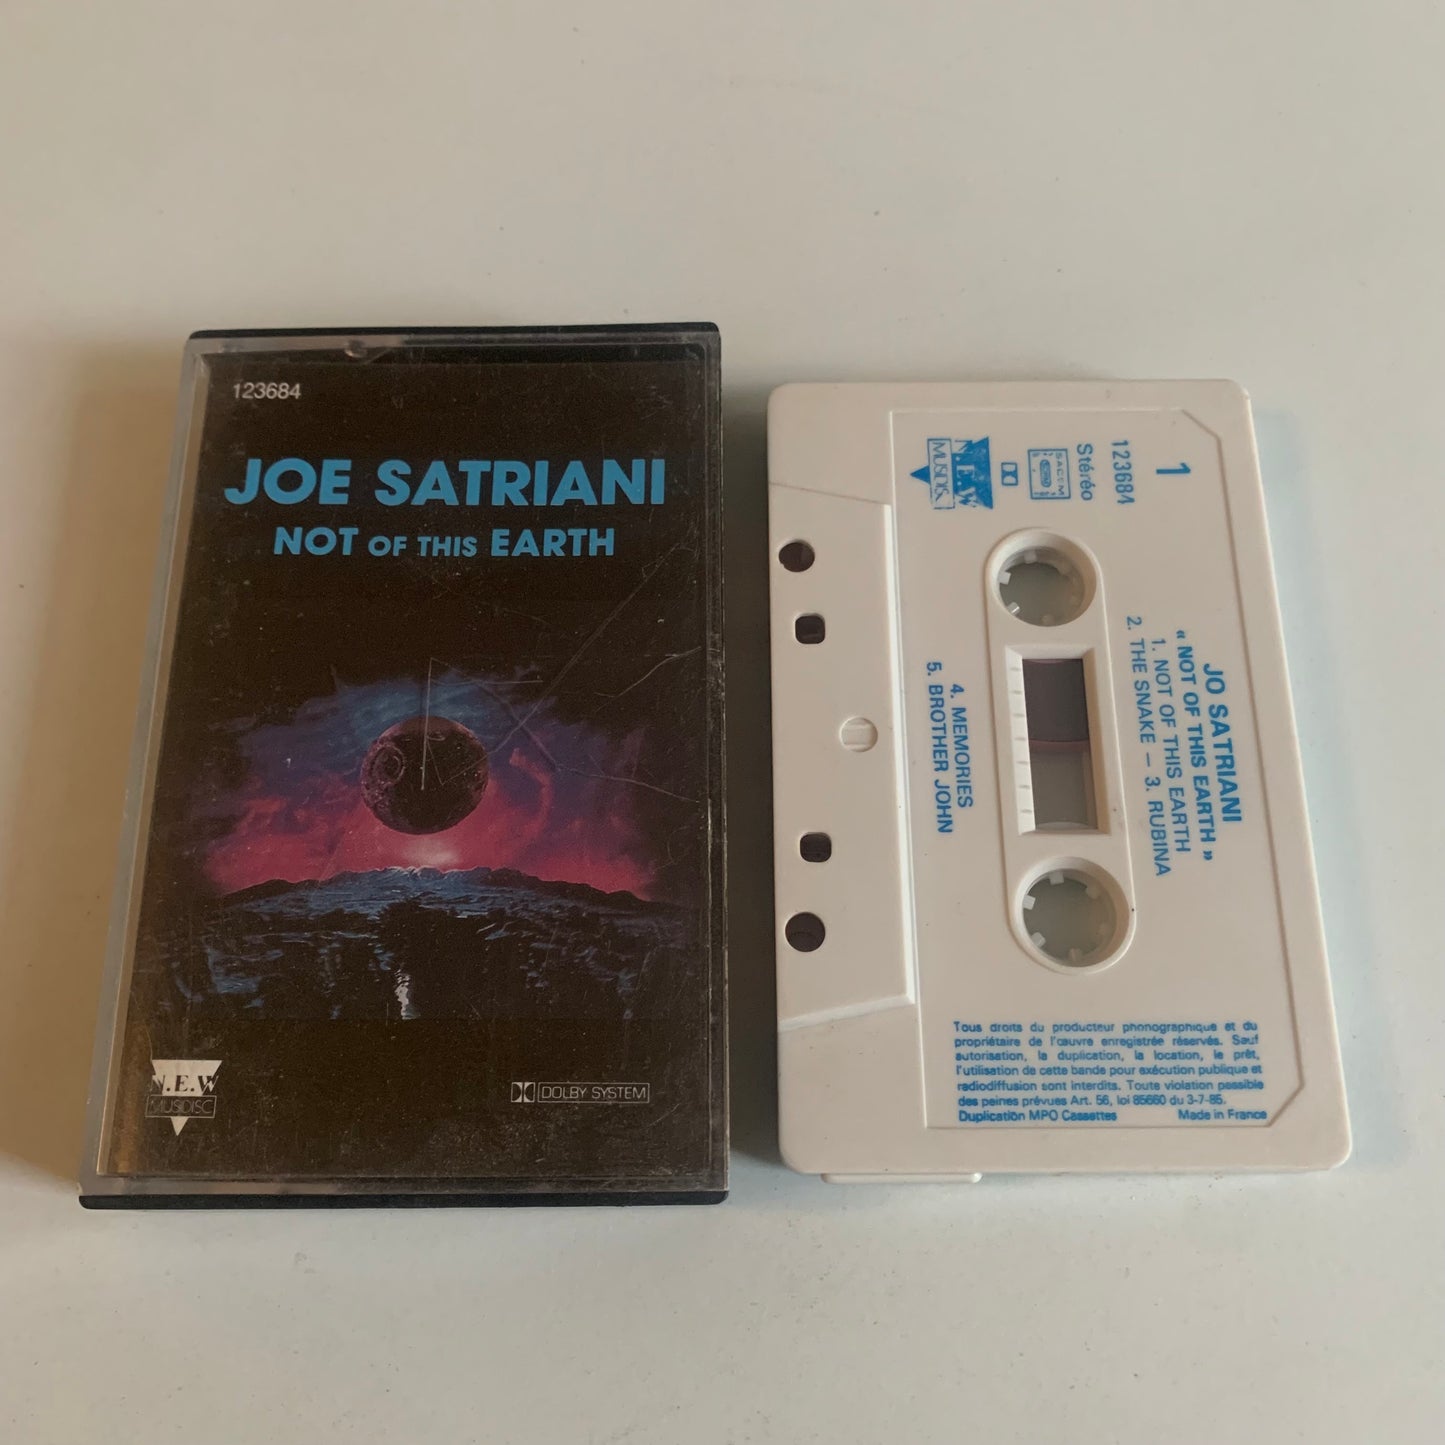 123684
JOE SATRIANI
NOT OF THIS EARTH
N.E.W
MUSIDISC
DOLBY SYSTEM
1
123684
Stéréo
SACEM
N.E.W
MUSIDISC
JO SATRIANI
« NOT OF THIS EARTH »
1. NOT OF THIS EARTH
2. THE SNAKE – 3. RUBINA
4. MEMORIES
5. BROTHER JOHN
Tous droits du producteur phonographique et du
propriétaire de l'œuvre enregistrée réservés. Sauf
autorisation, la duplication, la location, le prêt,
l'utilisation de cette bande pour exécution publique et
radiodiffusion sont interdits. Toute violation passible
des peines prévues Art. 56, loi 85660 du 3-7-85.
Duplication MPO Cassettes Made in France